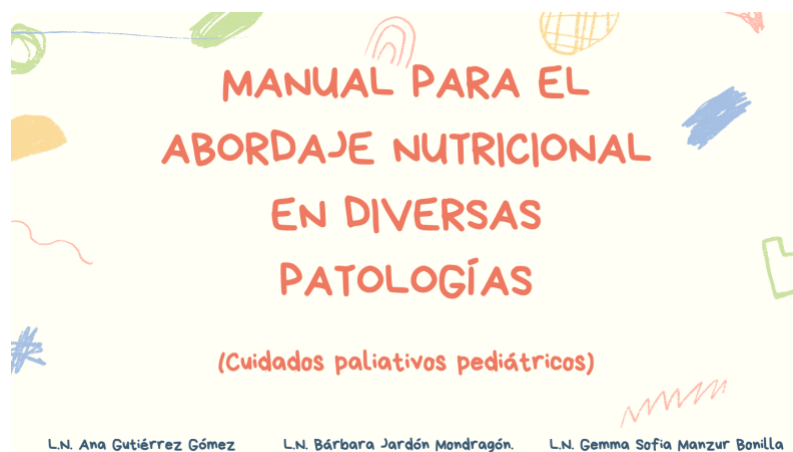 MANUAL PARA EL
ABORDAJE NUTRICIONAL
EN DIVERSAS
PATOLOGÍAS
(Cuidados paliativos pediátricos)
L.N. Ana Gutiérrez Gómez L.N. Bárbara Jardón Mondragón. L.N. Gemma Sofia Manzur Bonilla